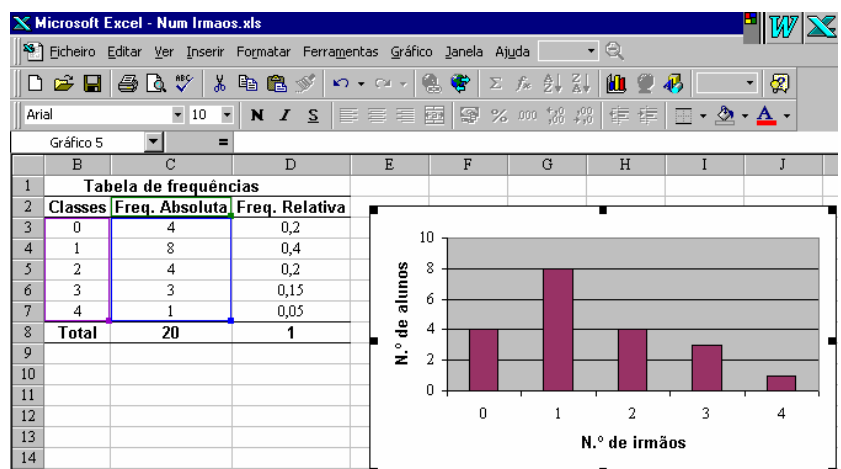 Microsoft Excel - Num Irmaos.xls
Ficheiro Editar Ver Inserir Formatar Ferramentas Gráfico Janela Ajuda
Arial 10 N I S % 000
Gráfico 5 =
B C D E F G H I J
1 Tabela de frequências
2 Classes Freq. Absoluta Freq. Relativa
3 0 4 0,2
4 1 8 0,4
5 2 4 0,2
6 3 3 0,15
7 4 1 0,05
8 Total 20 1
9
10
11
12
13
14
10
8
6
4
2
0
N.º de alunos
0 1 2 3 4
N.º de irmãos